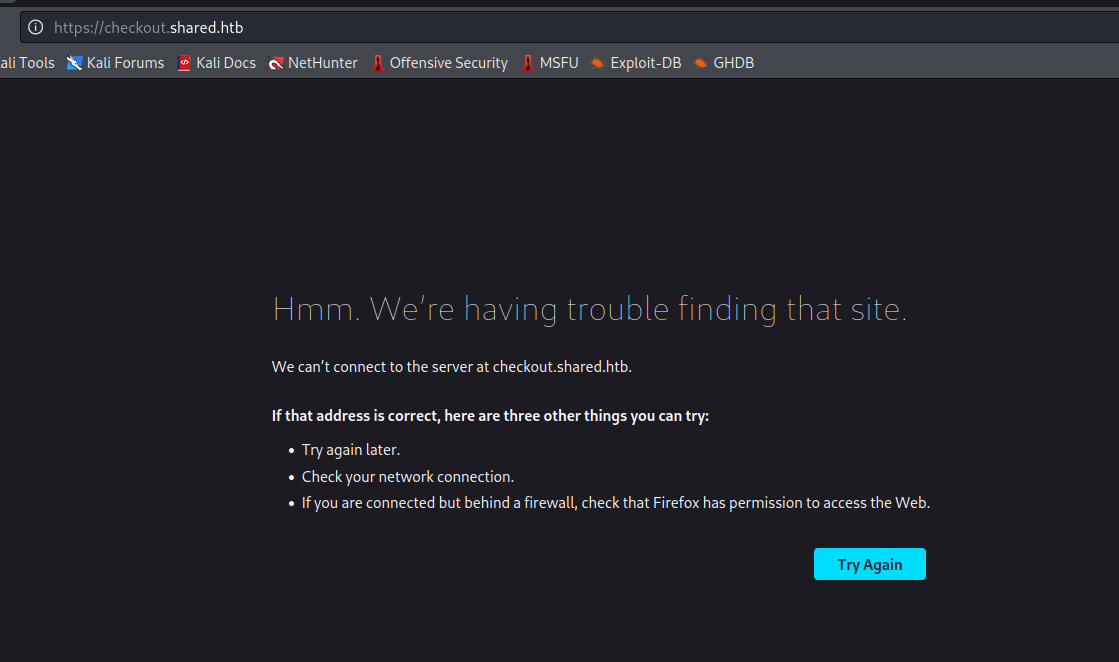 https://checkout.shared.htb
ali Tools Kali Forums Kali Docs NetHunter Offensive Security MSFU Exploit-DB GHDB
Hmm. We’re having trouble finding that site.
We can’t connect to the server at checkout.shared.htb.
If that address is correct, here are three other things you can try:
• Try again later.
• Check your network connection.
• If you are connected but behind a firewall, check that Firefox has permission to access the Web.
Try Again